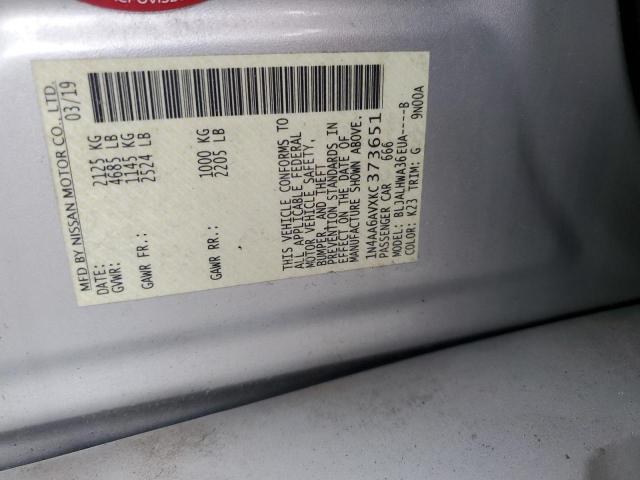 MFD BY NISSAN MOTOR CO., LTD.
DATE: 03/19
GVWR: 2125 KG
4685 LB
GAWR FR: 1145 KG
2524 LB
GAWR RR: 1000 KG
2205 LB
THIS VEHICLE CONFORMS TO
ALL APPLICABLE FEDERAL
MOTOR VEHICLE SAFETY,
BUMPER, AND THEFT
PREVENTION STANDARDS IN
EFFECT ON THE DATE OF
MANUFACTURE SHOWN ABOVE.
1N4AA6AVXKC373651
PASSENGER CAR 666
MODEL: BLJALHWA36EUA-----B
COLOR: K23 TRIM: G 9N00A